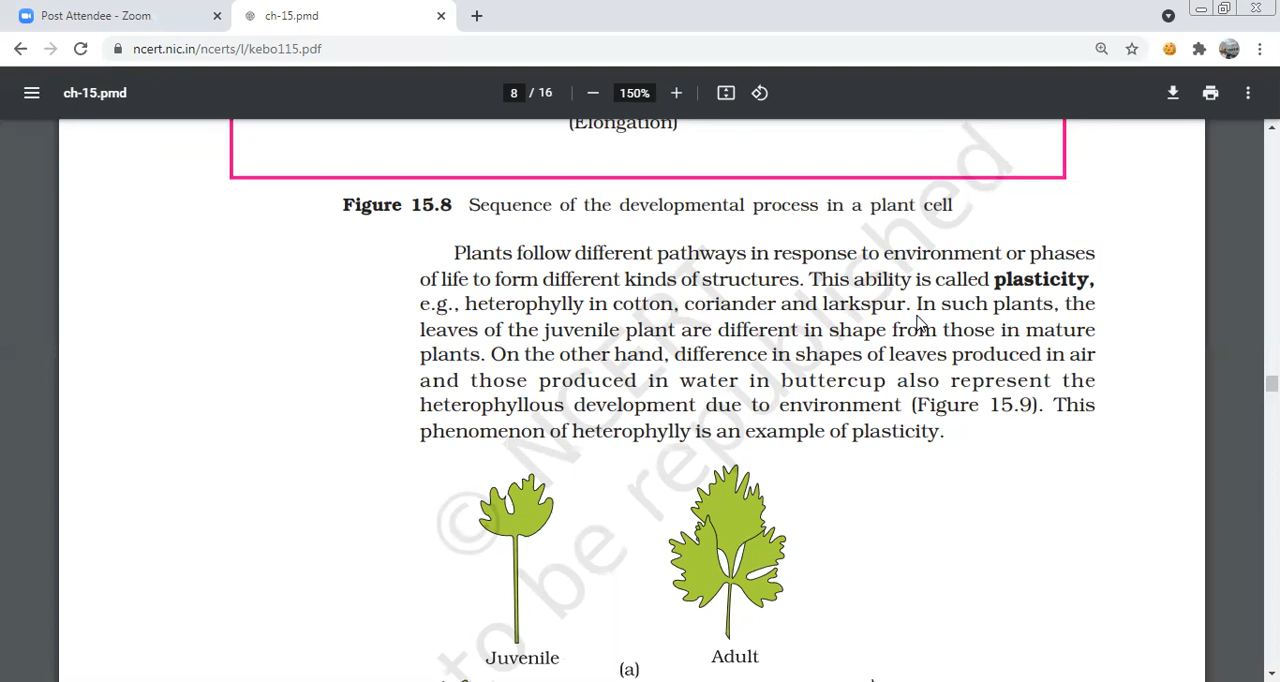 Post Attendee - Zoom
ch-15.pmd
ncert.nic.in/ncerts/l/kebo115.pdf
ch-15.pmd
8 / 16
150%
(Elongation)
Figure 15.8 Sequence of the developmental process in a plant cell
Plants follow different pathways in response to environment or phases
of life to form different kinds of structures. This ability is called plasticity,
e.g., heterophylly in cotton, coriander and larkspur. In such plants, the
leaves of the juvenile plant are different in shape from those in mature
plants. On the other hand, difference in shapes of leaves produced in air
and those produced in water in buttercup also represent the
heterophyllous development due to environment (Figure 15.9). This
phenomenon of heterophylly is an example of plasticity.
© NCERT
to be republished
Juvenile
Adult
(a)